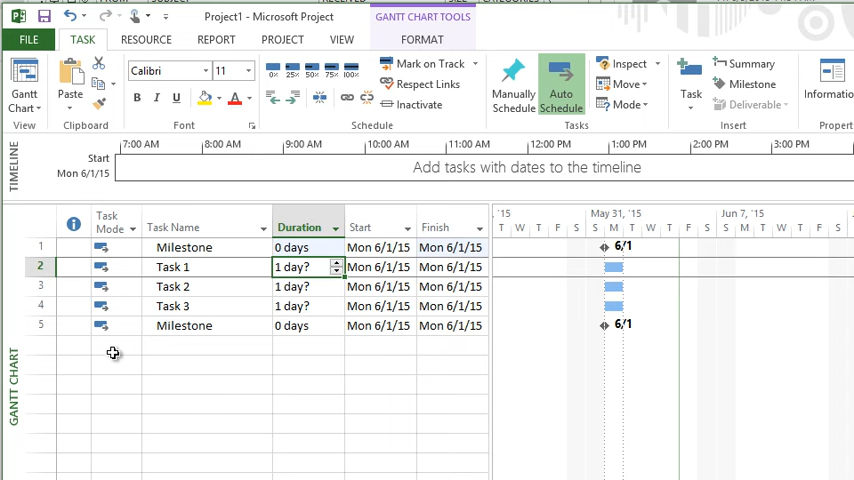 Project1 - Microsoft Project
GANTT CHART TOOLS
FILE TASK RESOURCE REPORT PROJECT VIEW FORMAT
Gantt Chart
View
Paste
Clipboard
Calibri 11
B I U A
Font
0% 25% 50% 75% 100%
Mark on Track
Respect Links
Inactivate
Schedule
Manually Schedule
Auto Schedule
Inspect
Move
Mode
Tasks
Task
Summary
Milestone
Deliverable
Insert
Information
Propert
TIMELINE
Start
Mon 6/1/15
7:00 AM 8:00 AM 9:00 AM 10:00 AM 11:00 AM 12:00 PM 1:00 PM 2:00 PM 3:00 PM
Add tasks with dates to the timeline
GANTT CHART
Task Mode Task Name Duration Start Finish
'15 May 31, '15 Jun 7, '15
T W T F S S M T W T F S S M T W T F S
1 Milestone 0 days Mon 6/1/15 Mon 6/1/15 6/1
2 Task 1 1 day? Mon 6/1/15 Mon 6/1/15
3 Task 2 1 day? Mon 6/1/15 Mon 6/1/15
4 Task 3 1 day? Mon 6/1/15 Mon 6/1/15
5 Milestone 0 days Mon 6/1/15 Mon 6/1/15 6/1